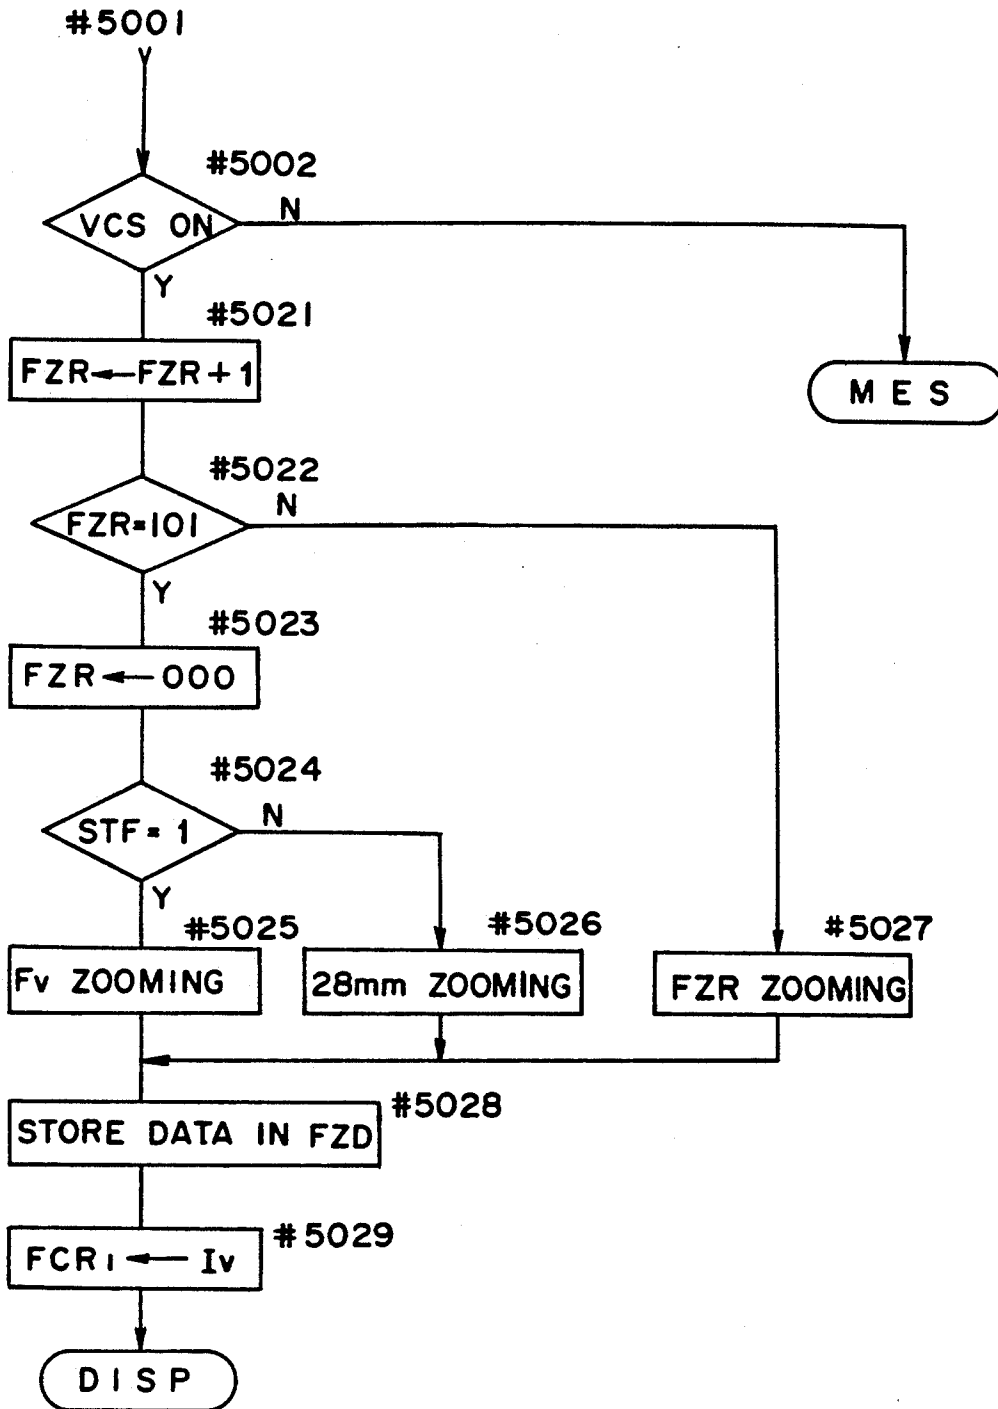 #5001
Y
#5002
VCS ON
N
Y
#5021
FZR←FZR+1
MES
#5022
FZR=101
N
Y
#5023
FZR←000
#5024
STF=1
N
Y
#5025
Fv ZOOMING
#5026
28mm ZOOMING
#5027
FZR ZOOMING
#5028
STORE DATA IN FZD
#5029
FCR1←Iv
DISP